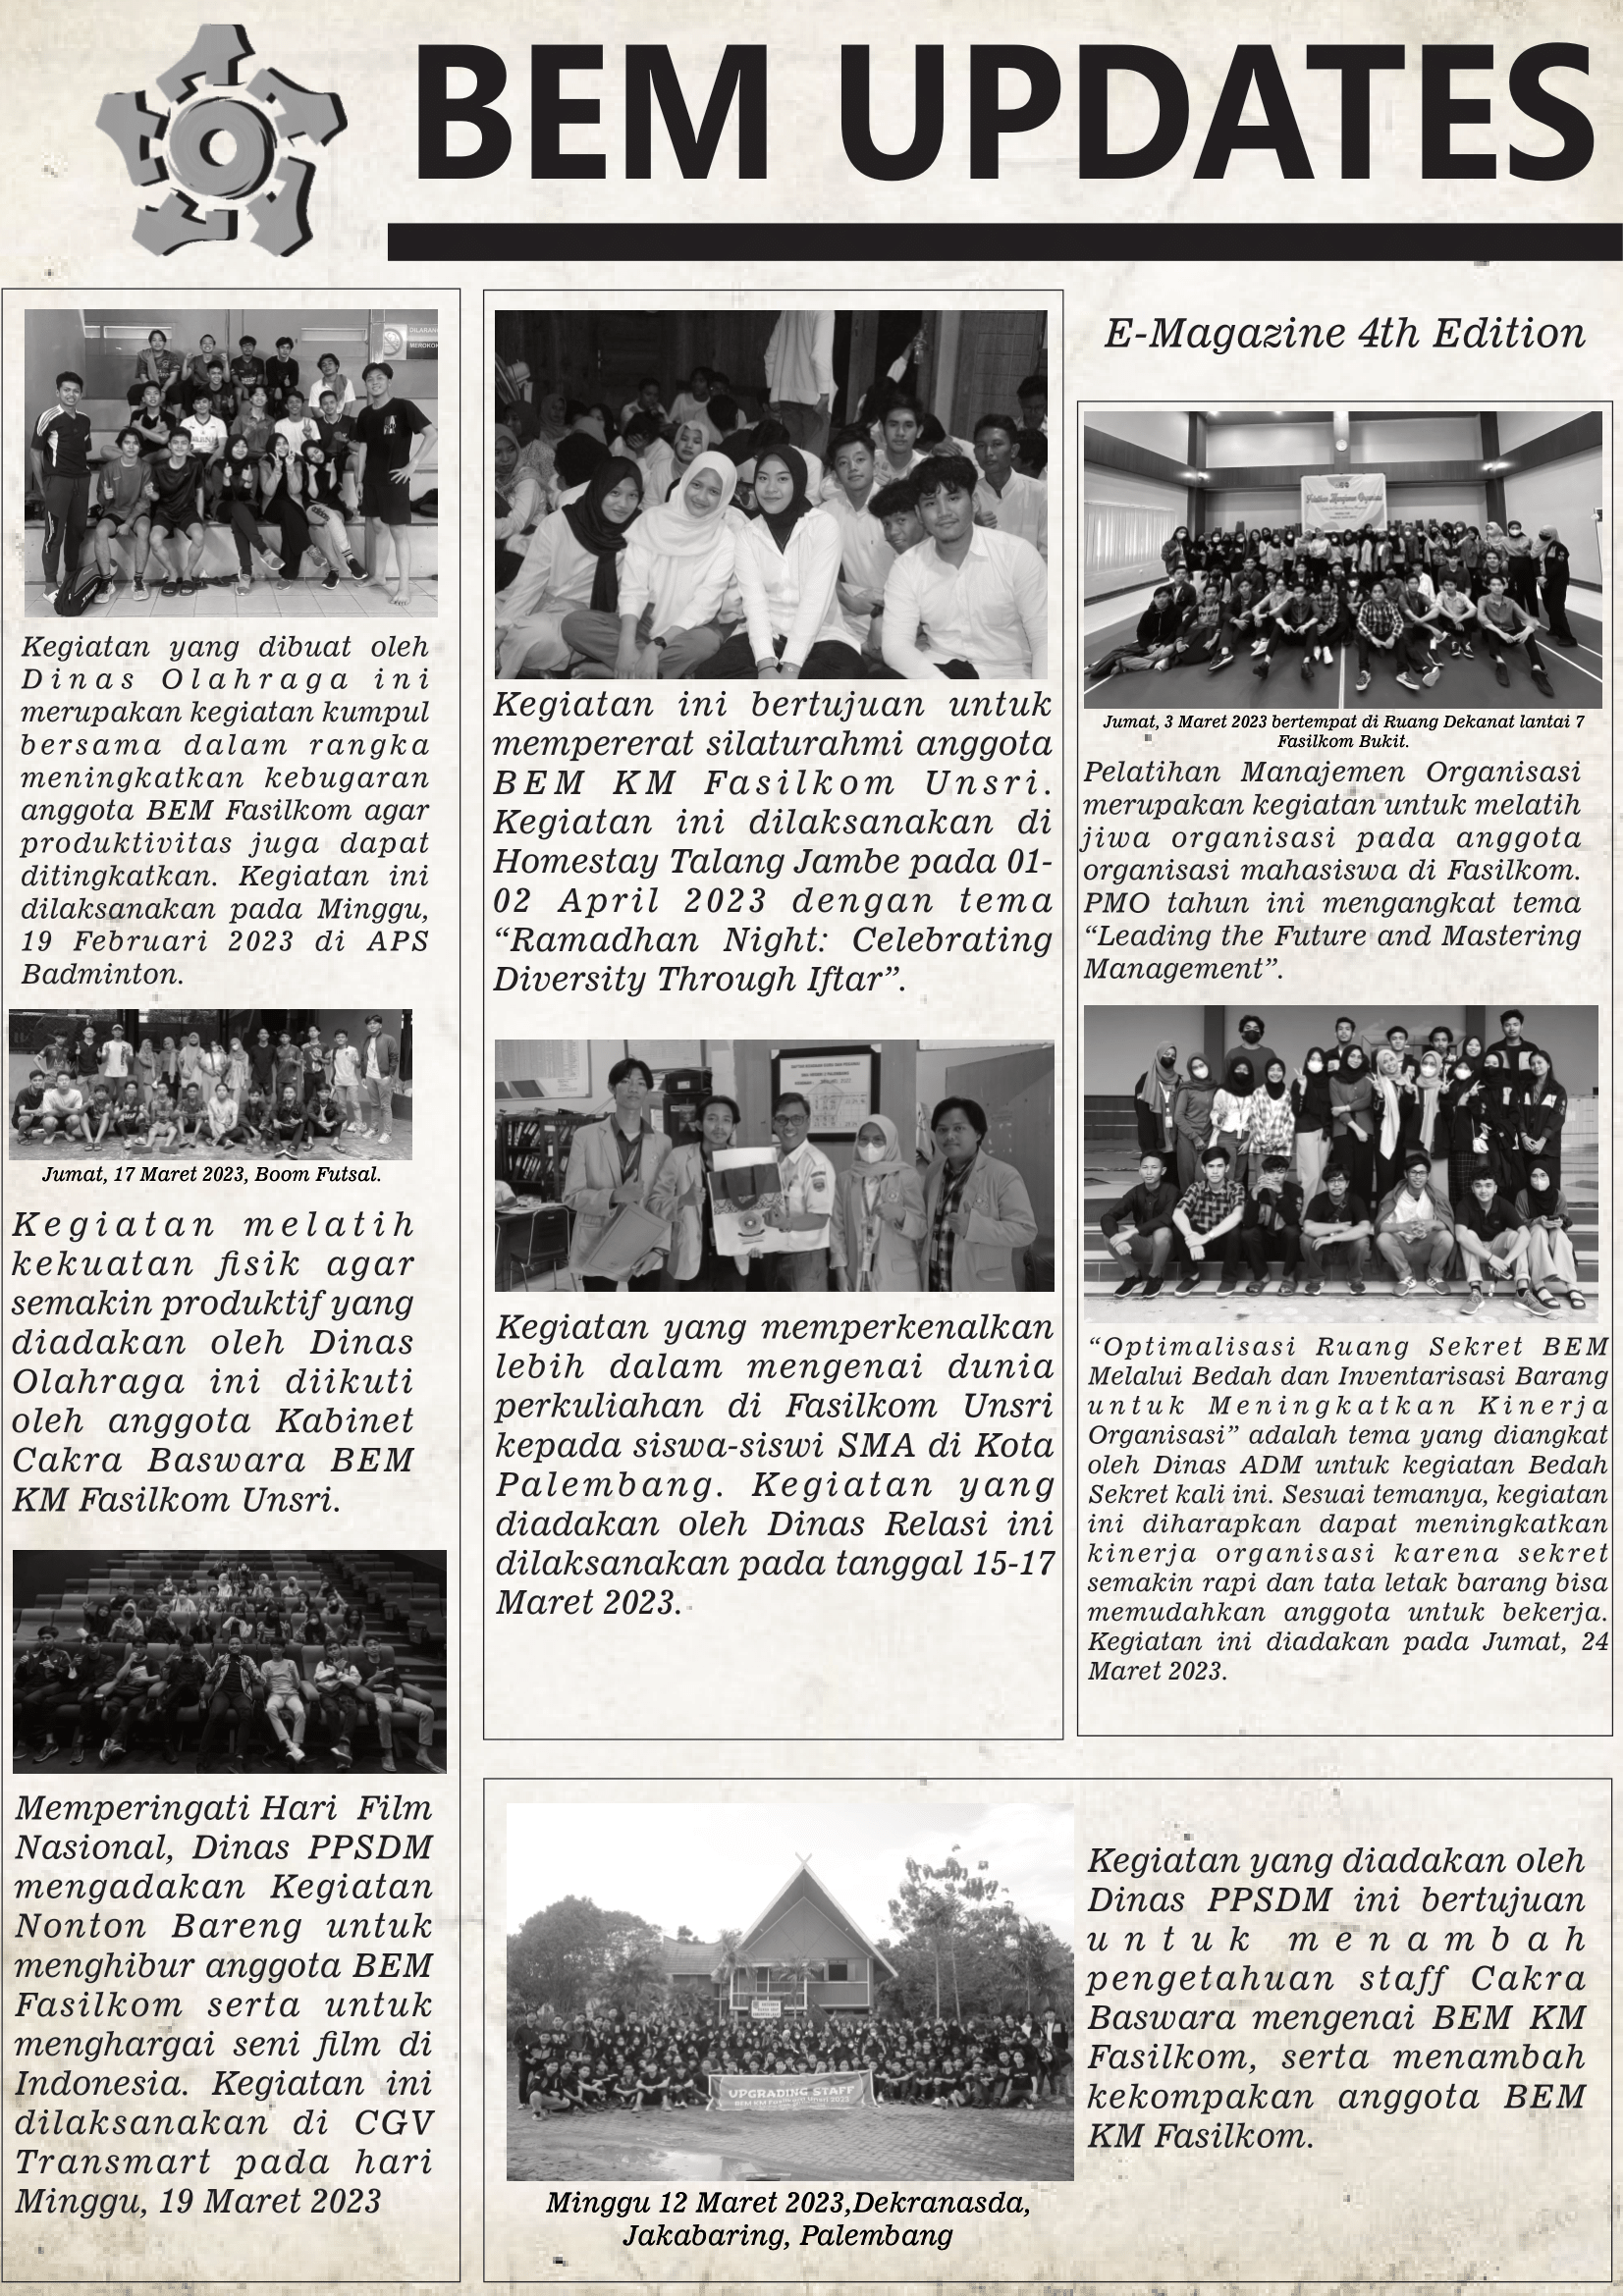 BEM UPDATES
E-Magazine 4th Edition
DILARANG
MEROKOK
Kegiatan yang dibuat oleh
Dinas Olahraga ini
merupakan kegiatan kumpul
bersama dalam rangka
meningkatkan kebugaran
anggota BEM Fasilkom agar
produktivitas juga dapat
ditingkatkan. Kegiatan ini
dilaksanakan pada Minggu,
19 Februari 2023 di APS
Badminton.
Jumat, 17 Maret 2023, Boom Futsal.
Kegiatan melatih
kekuatan fisik agar
semakin produktif yang
diadakan oleh Dinas
Olahraga ini diikuti
oleh anggota Kabinet
Cakra Baswara BEM
KM Fasilkom Unsri.
Memperingati Hari Film
Nasional, Dinas PPSDM
mengadakan Kegiatan
Nonton Bareng untuk
menghibur anggota BEM
Fasilkom serta untuk
menghargai seni film di
Indonesia. Kegiatan ini
dilaksanakan di CGV
Transmart pada hari
Minggu, 19 Maret 2023
Kegiatan ini bertujuan untuk
mempererat silaturahmi anggota
BEM KM Fasilkom Unsri.
Kegiatan ini dilaksanakan di
Homestay Talang Jambe pada 01-
02 April 2023 dengan tema
“Ramadhan Night: Celebrating
Diversity Through Iftar”.
Kegiatan yang memperkenalkan
lebih dalam mengenai dunia
perkuliahan di Fasilkom Unsri
kepada siswa-siswi SMA di Kota
Palembang. Kegiatan yang
diadakan oleh Dinas Relasi ini
dilaksanakan pada tanggal 15-17
Maret 2023.
Pelatihan Manajemen Organisasi
Jumat, 3 Maret 2023 bertempat di Ruang Dekanat lantai 7
Fasilkom Bukit.
Pelatihan Manajemen Organisasi
merupakan kegiatan untuk melatih
jiwa organisasi pada anggota
organisasi mahasiswa di Fasilkom.
PMO tahun ini mengangkat tema
“Leading the Future and Mastering
Management”.
“Optimalisasi Ruang Sekret BEM
Melalui Bedah dan Inventarisasi Barang
untuk Meningkatkan Kinerja
Organisasi” adalah tema yang diangkat
oleh Dinas ADM untuk kegiatan Bedah
Sekret kali ini. Sesuai temanya, kegiatan
ini diharapkan dapat meningkatkan
kinerja organisasi karena sekret
semakin rapi dan tata letak barang bisa
memudahkan anggota untuk bekerja.
Kegiatan ini diadakan pada Jumat, 24
Maret 2023.
UPGRADING STAFF
BEM KM Fasilkom Unsri 2023
Minggu 12 Maret 2023,Dekranasda,
Jakabaring, Palembang
Kegiatan yang diadakan oleh
Dinas PPSDM ini bertujuan
untuk menambah
pengetahuan staff Cakra
Baswara mengenai BEM KM
Fasilkom, serta menambah
kekompakan anggota BEM
KM Fasilkom.